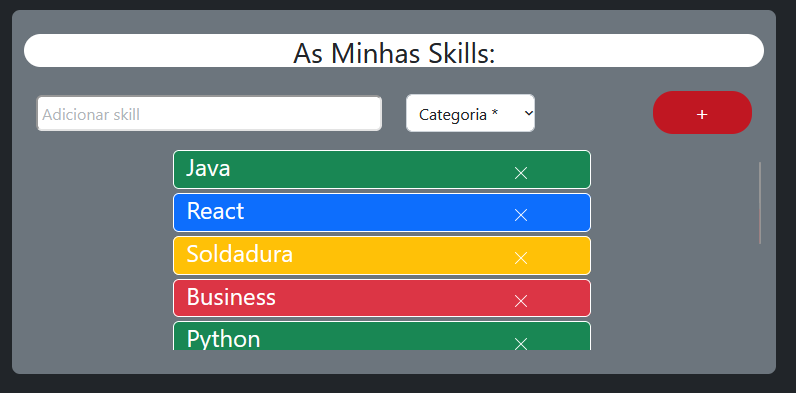 As Minhas Skills:
Adicionar skill
Categoria *
+
Java
React
Soldadura
Business
Python